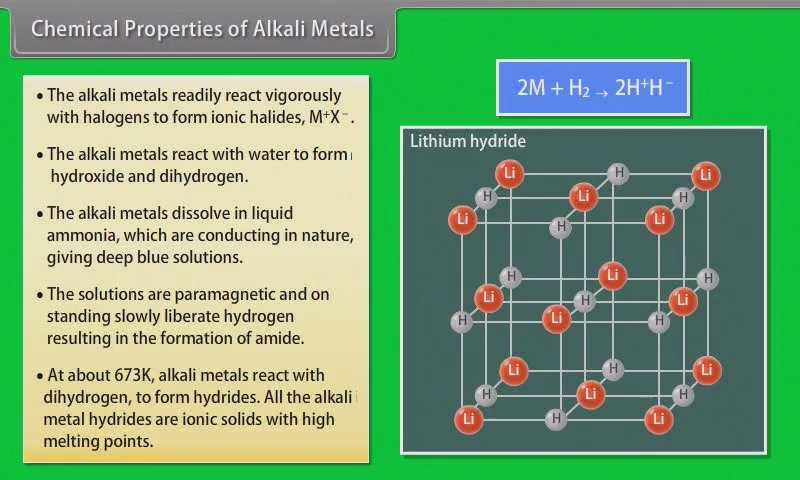 Chemical Properties of Alkali Metals
• The alkali metals readily react vigorously
with halogens to form ionic halides, M⁺X⁻.
• The alkali metals react with water to form
hydroxide and dihydrogen.
• The alkali metals dissolve in liquid
ammonia, which are conducting in nature,
giving deep blue solutions.
• The solutions are paramagnetic and on
standing slowly liberate hydrogen
resulting in the formation of amide.
• At about 673K, alkali metals react with
dihydrogen, to form hydrides. All the alkali
metal hydrides are ionic solids with high
melting points.
2M + H₂ → 2H⁺H⁻
Lithium hydride
Li H Li
H Li H
Li H Li
H Li H
Li H Li
H Li H
Li H Li
H Li H
Li H Li